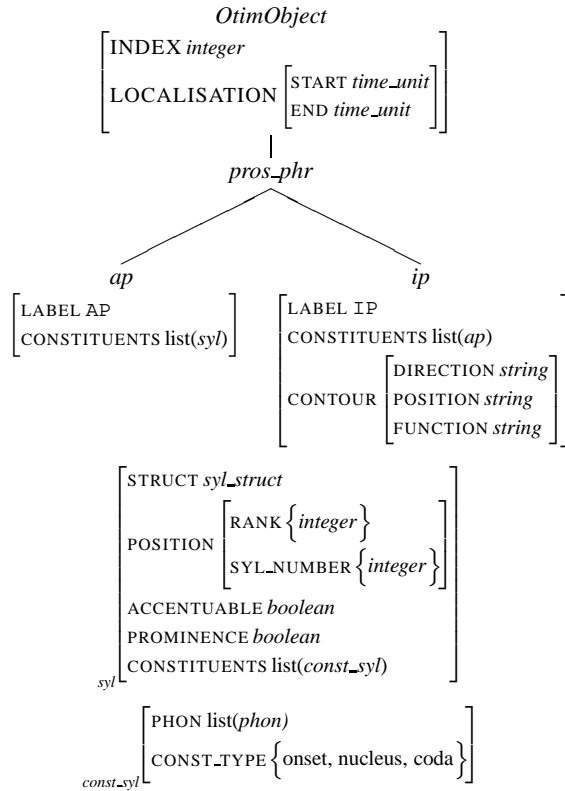 OtimObject
INDEX integer
LOCALISATION
START time_unit
END time_unit
pros_phr
ap
LABEL AP
CONSTITUENTS list(syl)
ip
LABEL IP
CONSTITUENTS list(ap)
CONTOUR
DIRECTION string
POSITION string
FUNCTION string
STRUCT syl_struct
POSITION
RANK {integer}
SYL_NUMBER {integer}
ACCENTUABLE boolean
PROMINENCE boolean
CONSTITUENTS list(const_syl)
syl
PHON list(phon)
CONST_TYPE {onset, nucleus, coda}
const_syl